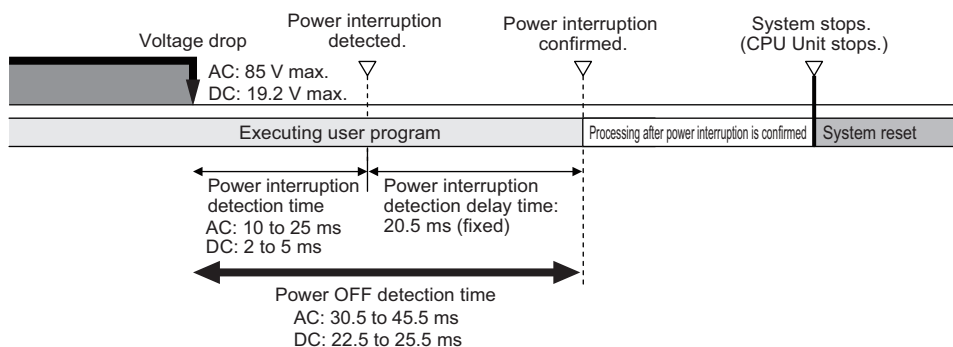 Voltage drop
Power interruption
detected.
Power interruption
confirmed.
System stops.
(CPU Unit stops.)
AC: 85 V max.
DC: 19.2 V max.
Executing user program
Processing after power interruption is confirmed
System reset
Power interruption
detection time
AC: 10 to 25 ms
DC: 2 to 5 ms
Power interruption
detection delay time:
20.5 ms (fixed)
Power OFF detection time
AC: 30.5 to 45.5 ms
DC: 22.5 to 25.5 ms